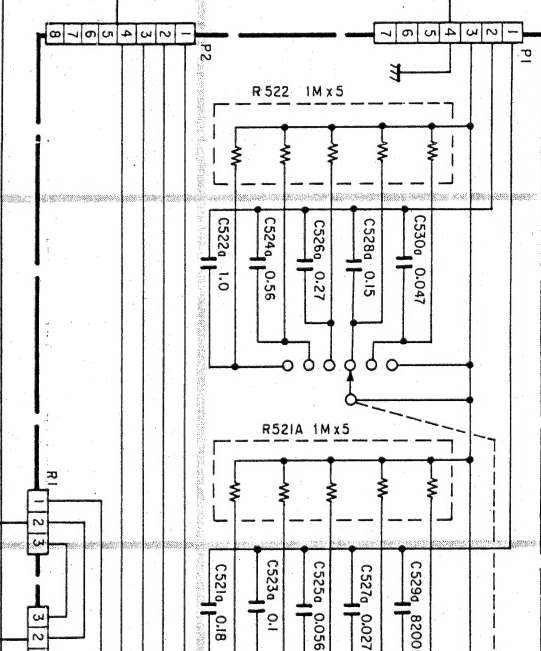 8 7 6 5 4 3 2 1
P2
7 6 5 4 3 2 1
P1
R522 1M x 5
C522a 1.0
C524a 0.56
C526a 0.27
C528a 0.15
C530a 0.047
R521A 1M x 5
R1
1
2
3
C521a 0.18
C523a 0.1
C525a 0.056
C527a 0.027
C529a 8200
3
2